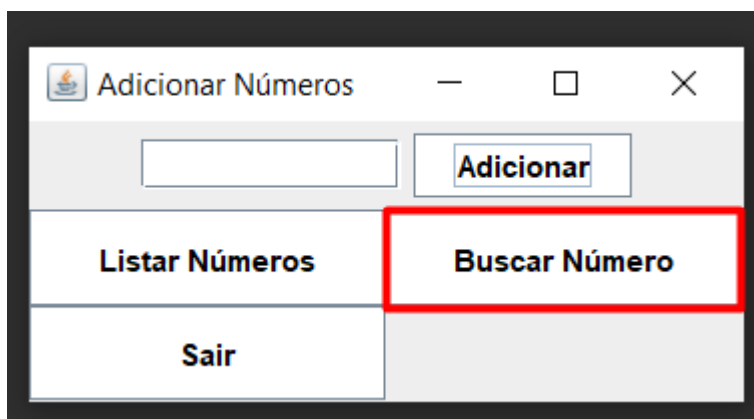 Adicionar Números
Adicionar
Listar Números
Buscar Número
Sair